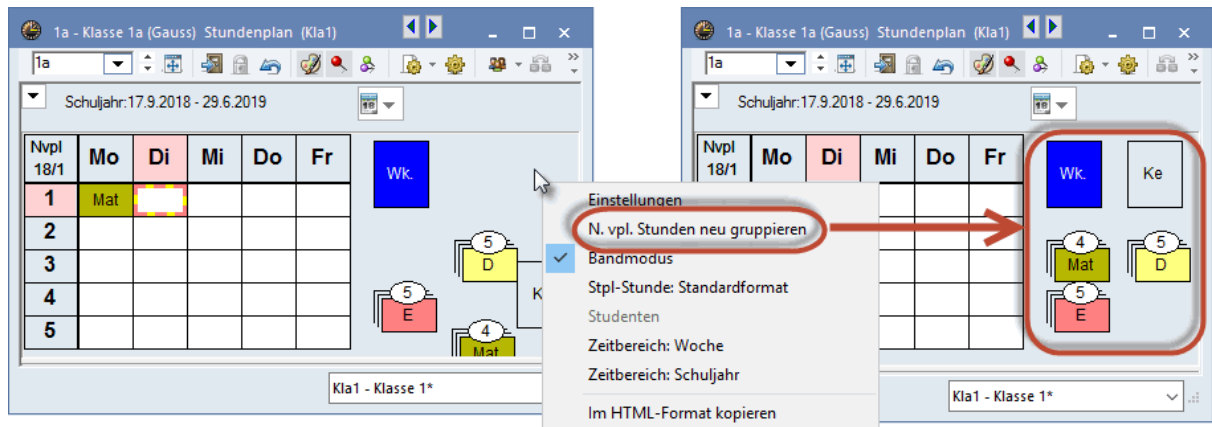 1a - Klasse 1a (Gauss) Stundenplan (Kla1)
1a
Schuljahr:17.9.2018 - 29.6.2019
18
Nvpl
18/1
Mo Di Mi Do Fr
Wk.
1 Mat
2
3
4
5
5
D
K
5
E
4
Mat
Kla1 - Klasse 1*
Einstellungen
N. vpl. Stunden neu gruppieren
Bandmodus
Stpl-Stunde: Standardformat
Studenten
Zeitbereich: Woche
Zeitbereich: Schuljahr
Im HTML-Format kopieren
1a - Klasse 1a (Gauss) Stundenplan (Kla1)
1a
Schuljahr:17.9.2018 - 29.6.2019
18
Nvpl
18/1
Mo Di Mi Do Fr
Wk.
Ke
4
Mat
5
D
5
E
Kla1 - Klasse 1*